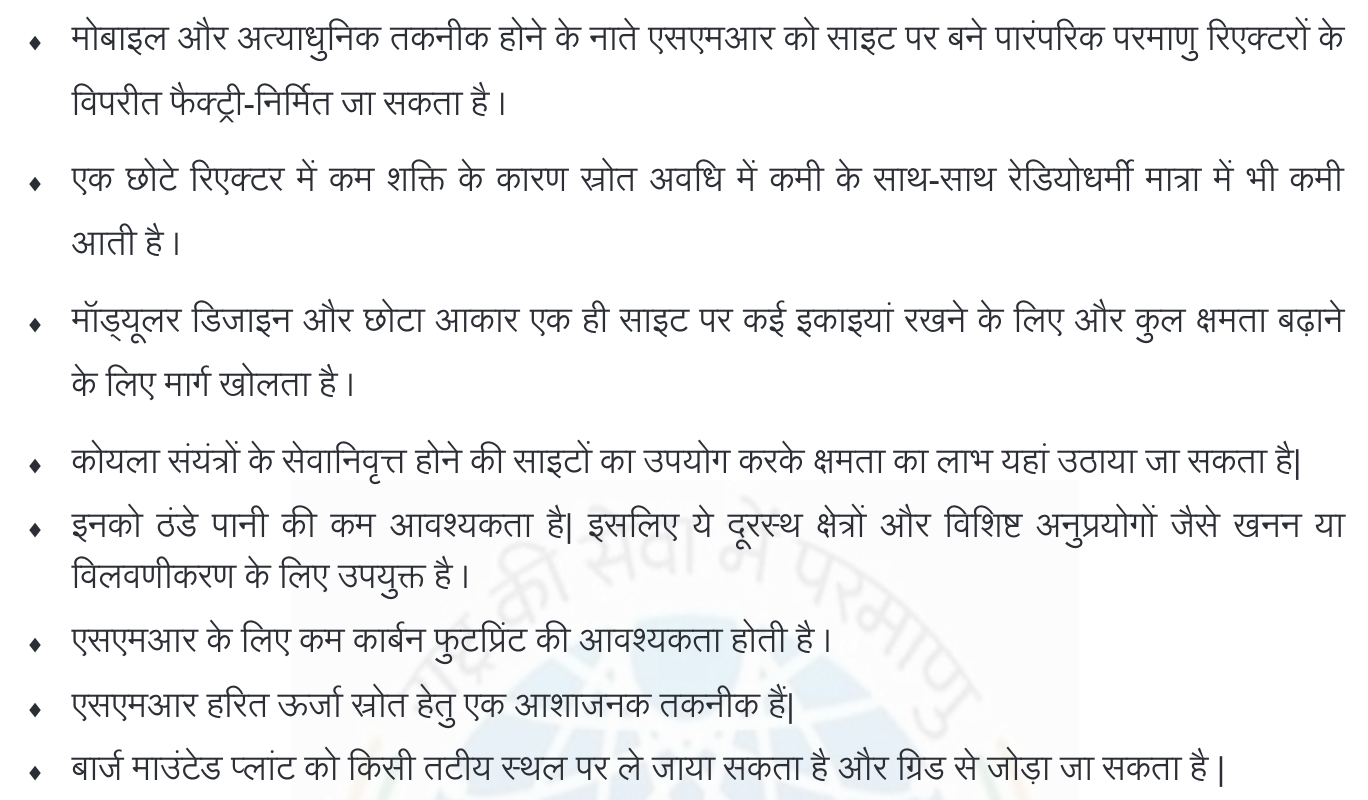 ♦ मोबाइल और अत्याधुनिक तकनीक होने के नाते एसएमआर को साइट पर बने पारंपरिक परमाणु रिएक्टरों के
विपरीत फैक्ट्री-निर्मित जा सकता है।
♦ एक छोटे रिएक्टर में कम शक्ति के कारण स्रोत अवधि में कमी के साथ-साथ रेडियोधर्मी मात्रा में भी कमी
आती है।
♦ मॉड्यूलर डिजाइन और छोटा आकार एक ही साइट पर कई इकाइयां रखने के लिए और कुल क्षमता बढ़ाने
के लिए मार्ग खोलता है।
♦ कोयला संयंत्रों के सेवानिवृत्त होने की साइटों का उपयोग करके क्षमता का लाभ यहां उठाया जा सकता है|
♦ इनको ठंडे पानी की कम आवश्यकता है| इसलिए ये दूरस्थ क्षेत्रों और विशिष्ट अनुप्रयोगों जैसे खनन या
विलवणीकरण के लिए उपयुक्त है।
♦ एसएमआर के लिए कम कार्बन फुटप्रिंट की आवश्यकता होती है।
♦ एसएमआर हरित ऊर्जा स्रोत हेतु एक आशाजनक तकनीक हैं|
♦ बार्ज माउंटेड प्लांट को किसी तटीय स्थल पर ले जाया सकता है और ग्रिड से जोड़ा जा सकता है |
राष्ट्र की सेवा में परमाणु